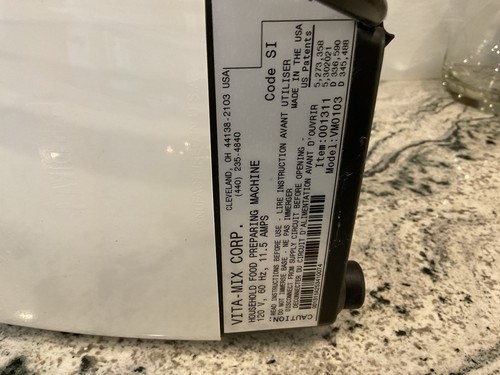 VITA-MIX CORP.
CLEVELAND, OH 44138-2103 USA
(440) 235-4840
HOUSEHOLD FOOD PREPARING MACHINE
120 V, 60 Hz, 11.5 AMPS
Code SI
CAUTION:
READ INSTRUCTIONS BEFORE USE - LIRE INSTRUCTION AVANT UTILISER
DO NOT IMMERSE BASE - NE PAS IMMERGER
DISCONNECT FROM SUPPLY CIRCUIT BEFORE OPENING -
DECONNECTER DU CIRCUIT D'ALIMENTATION AVANT D'OUVRIR
MADE IN THE USA
US Patents
5,273,358
5,302021
D 336,590
D 345,488
Item:001311
Model:VM0103